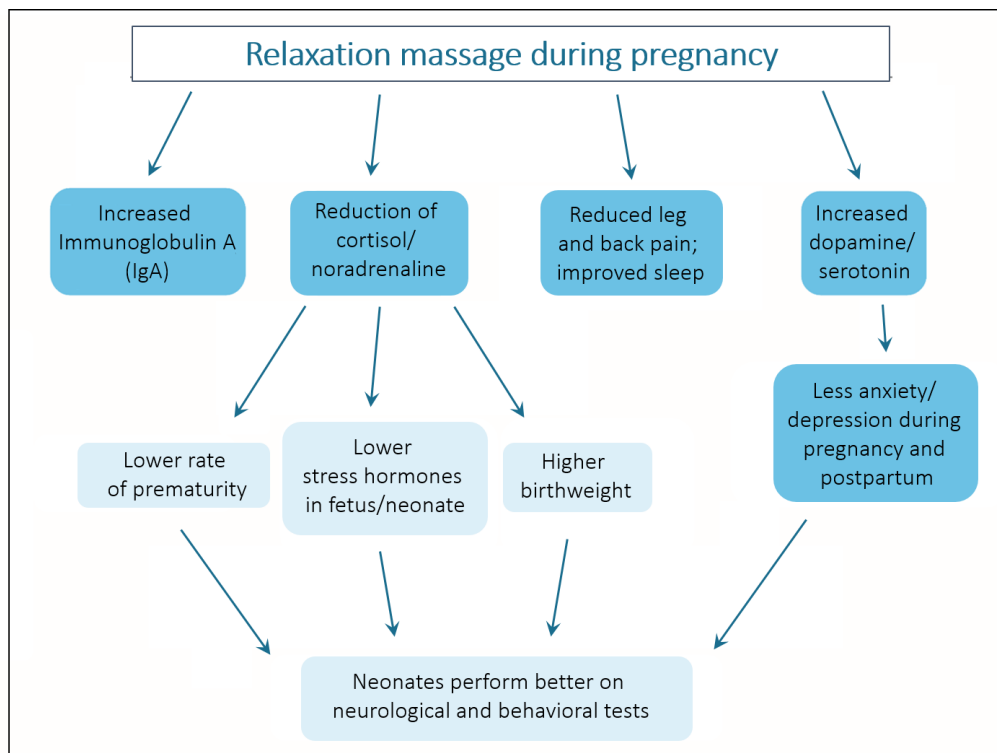 Relaxation massage during pregnancy
Increased
Immunoglobulin A
(IgA)
Reduction of
cortisol/
noradrenaline
Reduced leg
and back pain;
improved sleep
Increased
dopamine/
serotonin
Lower rate
of prematurity
Lower
stress hormones
in fetus/neonate
Higher
birthweight
Less anxiety/
depression during
pregnancy and
postpartum
Neonates perform better on
neurological and behavioral tests